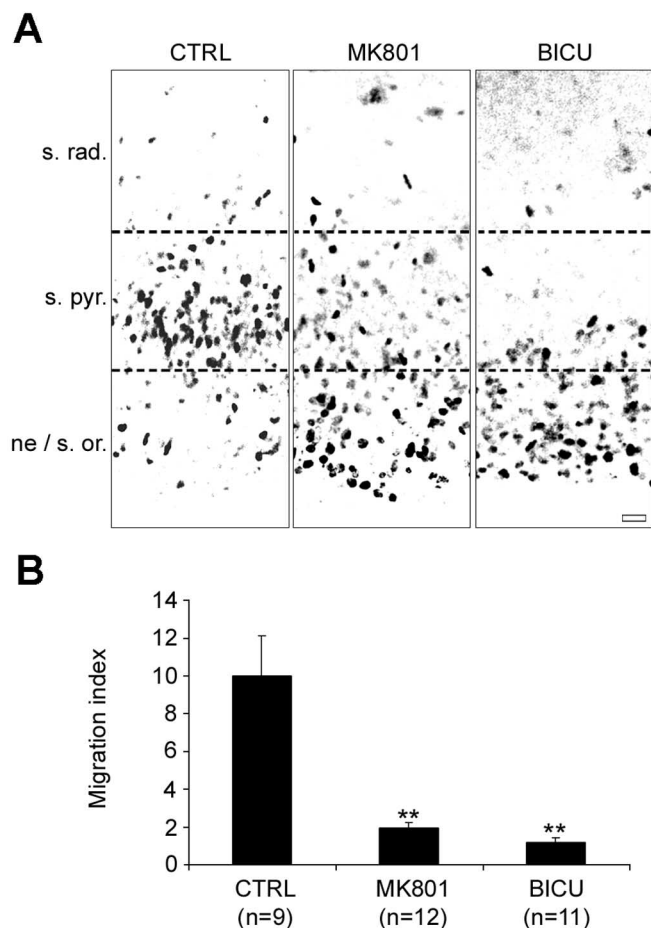 A
CTRL MK801 BICU
s. rad.
s. pyr.
ne / s. or.
B
Migration index
14
12
10
8
6
4
2
0
** **
CTRL MK801 BICU
(n=9) (n=12) (n=11)